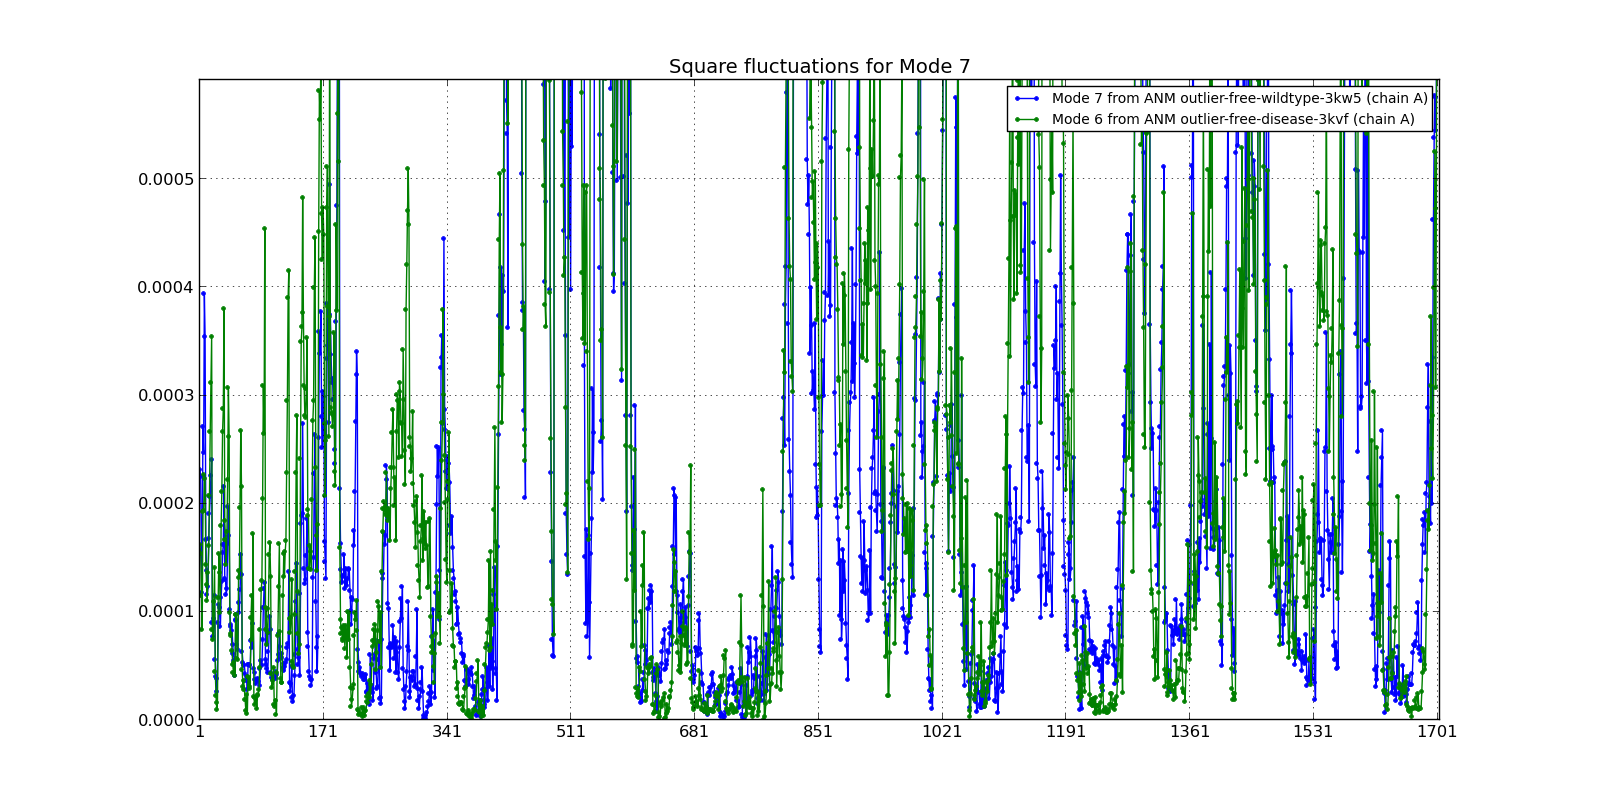 Square fluctuations for Mode 7
Mode 7 from ANM outlier-free-wildtype-3kw5 (chain A)
Mode 6 from ANM outlier-free-disease-3kvf (chain A)
0.0005
0.0004
0.0003
0.0002
0.0001
0.0000
1 171 341 511 681 851 1021 1191 1361 1531 1701